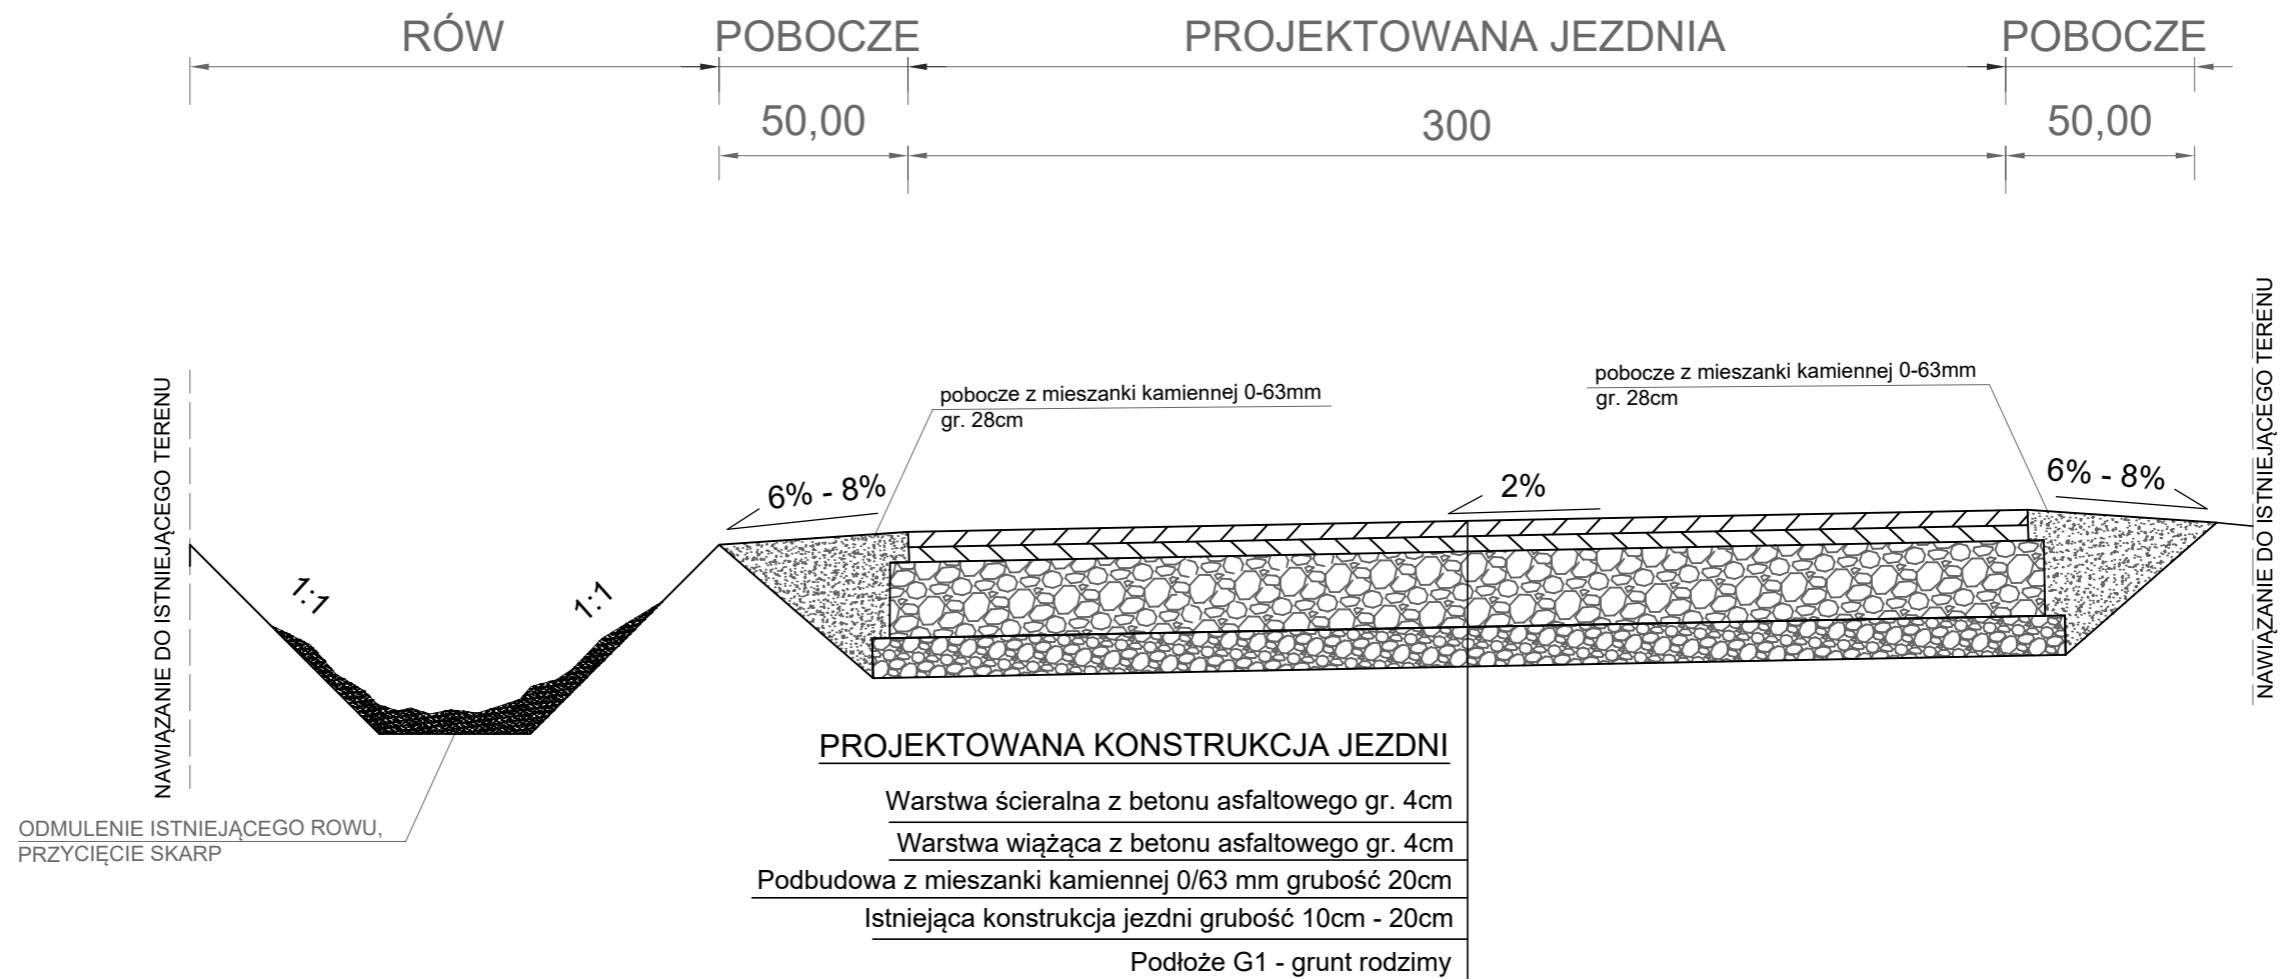 RÓW
POBOCZE
PROJEKTOWANA JEZDNIA
POBOCZE
50,00
300
50,00
NAWIĄZANIE DO ISTNIEJĄCEGO TERENU
NAWIĄZANIE DO ISTNIEJĄCEGO TERENU
pobocze z mieszanki kamiennej 0-63mm
gr. 28cm
pobocze z mieszanki kamiennej 0-63mm
gr. 28cm
6% - 8%
2%
6% - 8%
1:1
1:1
PROJEKTOWANA KONSTRUKCJA JEZDNI
Warstwa ścieralna z betonu asfaltowego gr. 4cm
Warstwa wiążąca z betonu asfaltowego gr. 4cm
Podbudowa z mieszanki kamiennej 0/63 mm grubość 20cm
Istniejąca konstrukcja jezdni grubość 10cm - 20cm
Podłoże G1 - grunt rodzimy
ODMULENIE ISTNIEJĄCEGO ROWU,
PRZYCIĘCIE SKARP